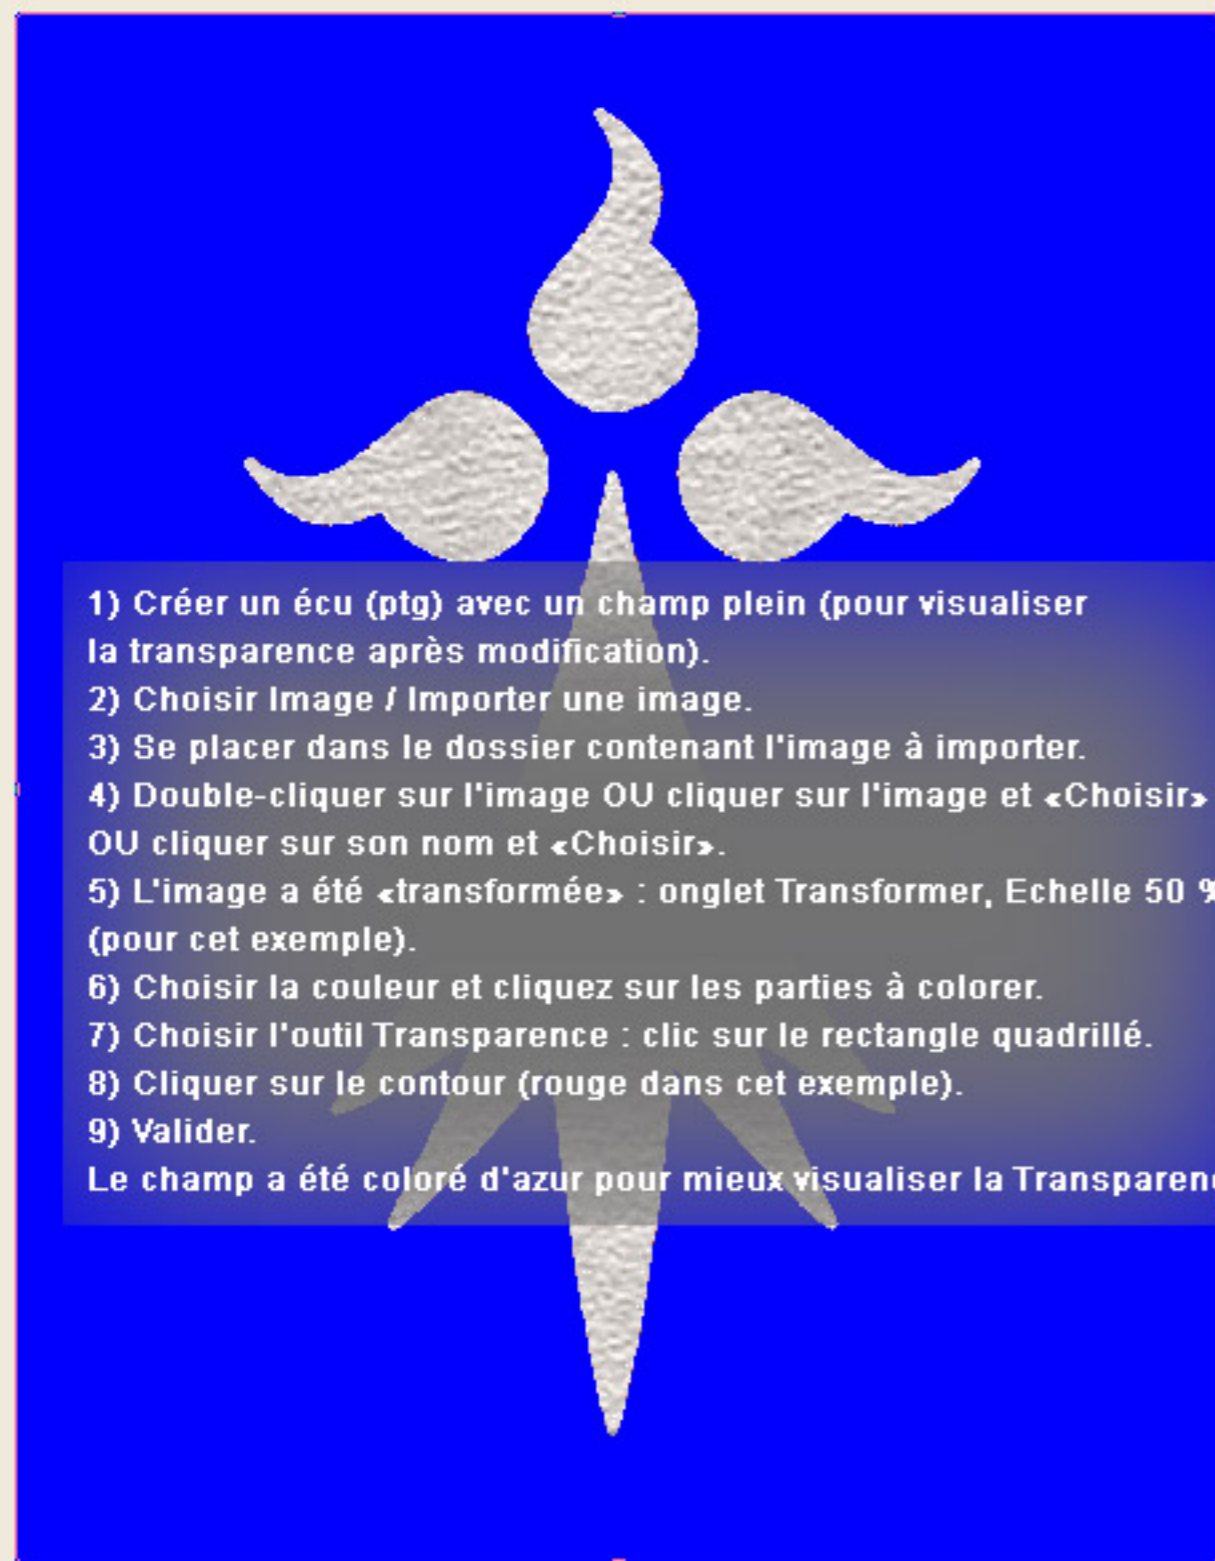 1) Créer un écu (ptg) avec un champ plein (pour visualiser
la transparence après modification).
2) Choisir Image / Importer une image.
3) Se placer dans le dossier contenant l'image à importer.
4) Double-cliquer sur l'image OU cliquer sur l'image et «Choisir»
OU cliquer sur son nom et «Choisir».
5) L'image a été «transformée» : onglet Transformer, Echelle 50 %
(pour cet exemple).
6) Choisir la couleur et cliquez sur les parties à colorer.
7) Choisir l'outil Transparence : clic sur le rectangle quadrillé.
8) Cliquer sur le contour (rouge dans cet exemple).
9) Valider.
Le champ a été coloré d'azur pour mieux visualiser la